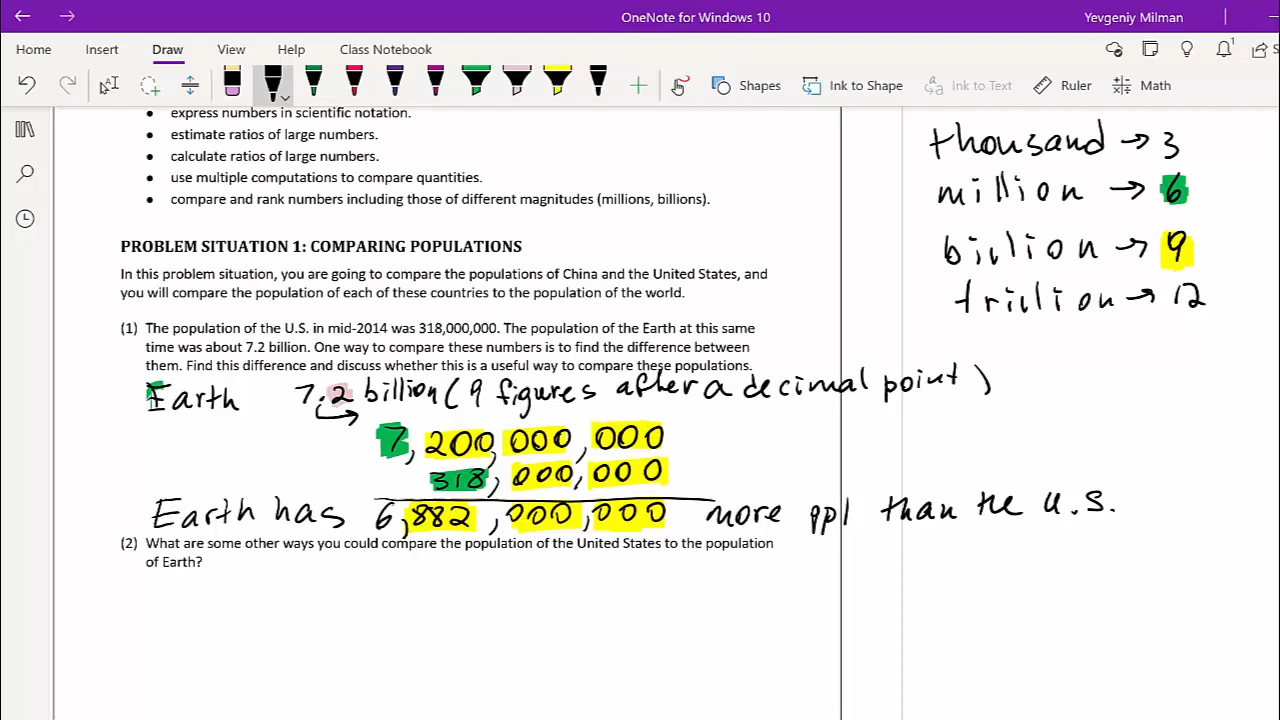 OneNote for Windows 10
Yevgeniy Milman
Home Insert Draw View Help Class Notebook
Shapes Ink to Shape Ink to Text Ruler Math
• express numbers in scientific notation.
• estimate ratios of large numbers.
• calculate ratios of large numbers.
• use multiple computations to compare quantities.
• compare and rank numbers including those of different magnitudes (millions, billions).
thousand → 3
million → 6
billion → 9
trillion → 12
PROBLEM SITUATION 1: COMPARING POPULATIONS
In this problem situation, you are going to compare the populations of China and the United States, and
you will compare the population of each of these countries to the population of the world.
(1) The population of the U.S. in mid-2014 was 318,000,000. The population of the Earth at this same
time was about 7.2 billion. One way to compare these numbers is to find the difference between
them. Find this difference and discuss whether this is a useful way to compare these populations.
Earth 7.2 billion (9 figures after a decimal point)
7,200,000,000
318,000,000
Earth has 6,882,000,000 more ppl than the U.S.
(2) What are some other ways you could compare the population of the United States to the population
of Earth?